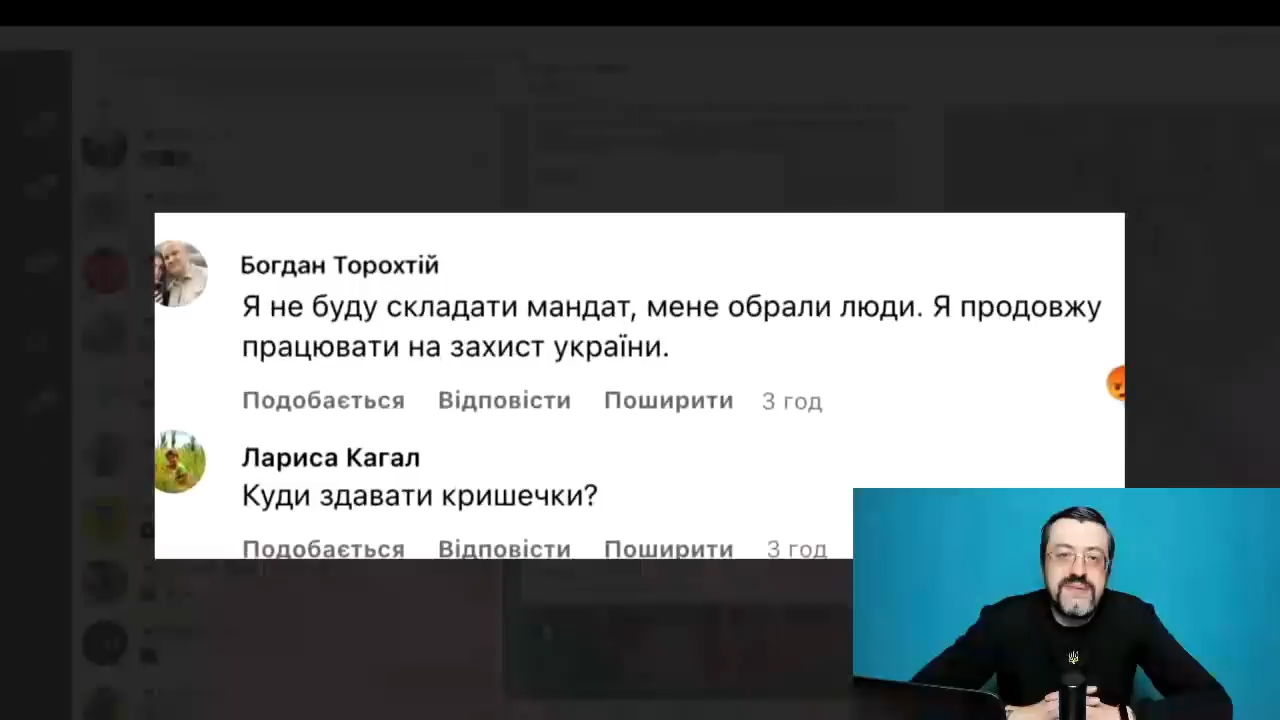 Богдан Торохтій
Я не буду складати мандат, мене обрали люди. Я продовжу
працювати на захист україни.
Подобається Відповісти Поширити 3 год
Лариса Кагал
Куди здавати кришечки?
Подобається Відповісти Поширити 3 год